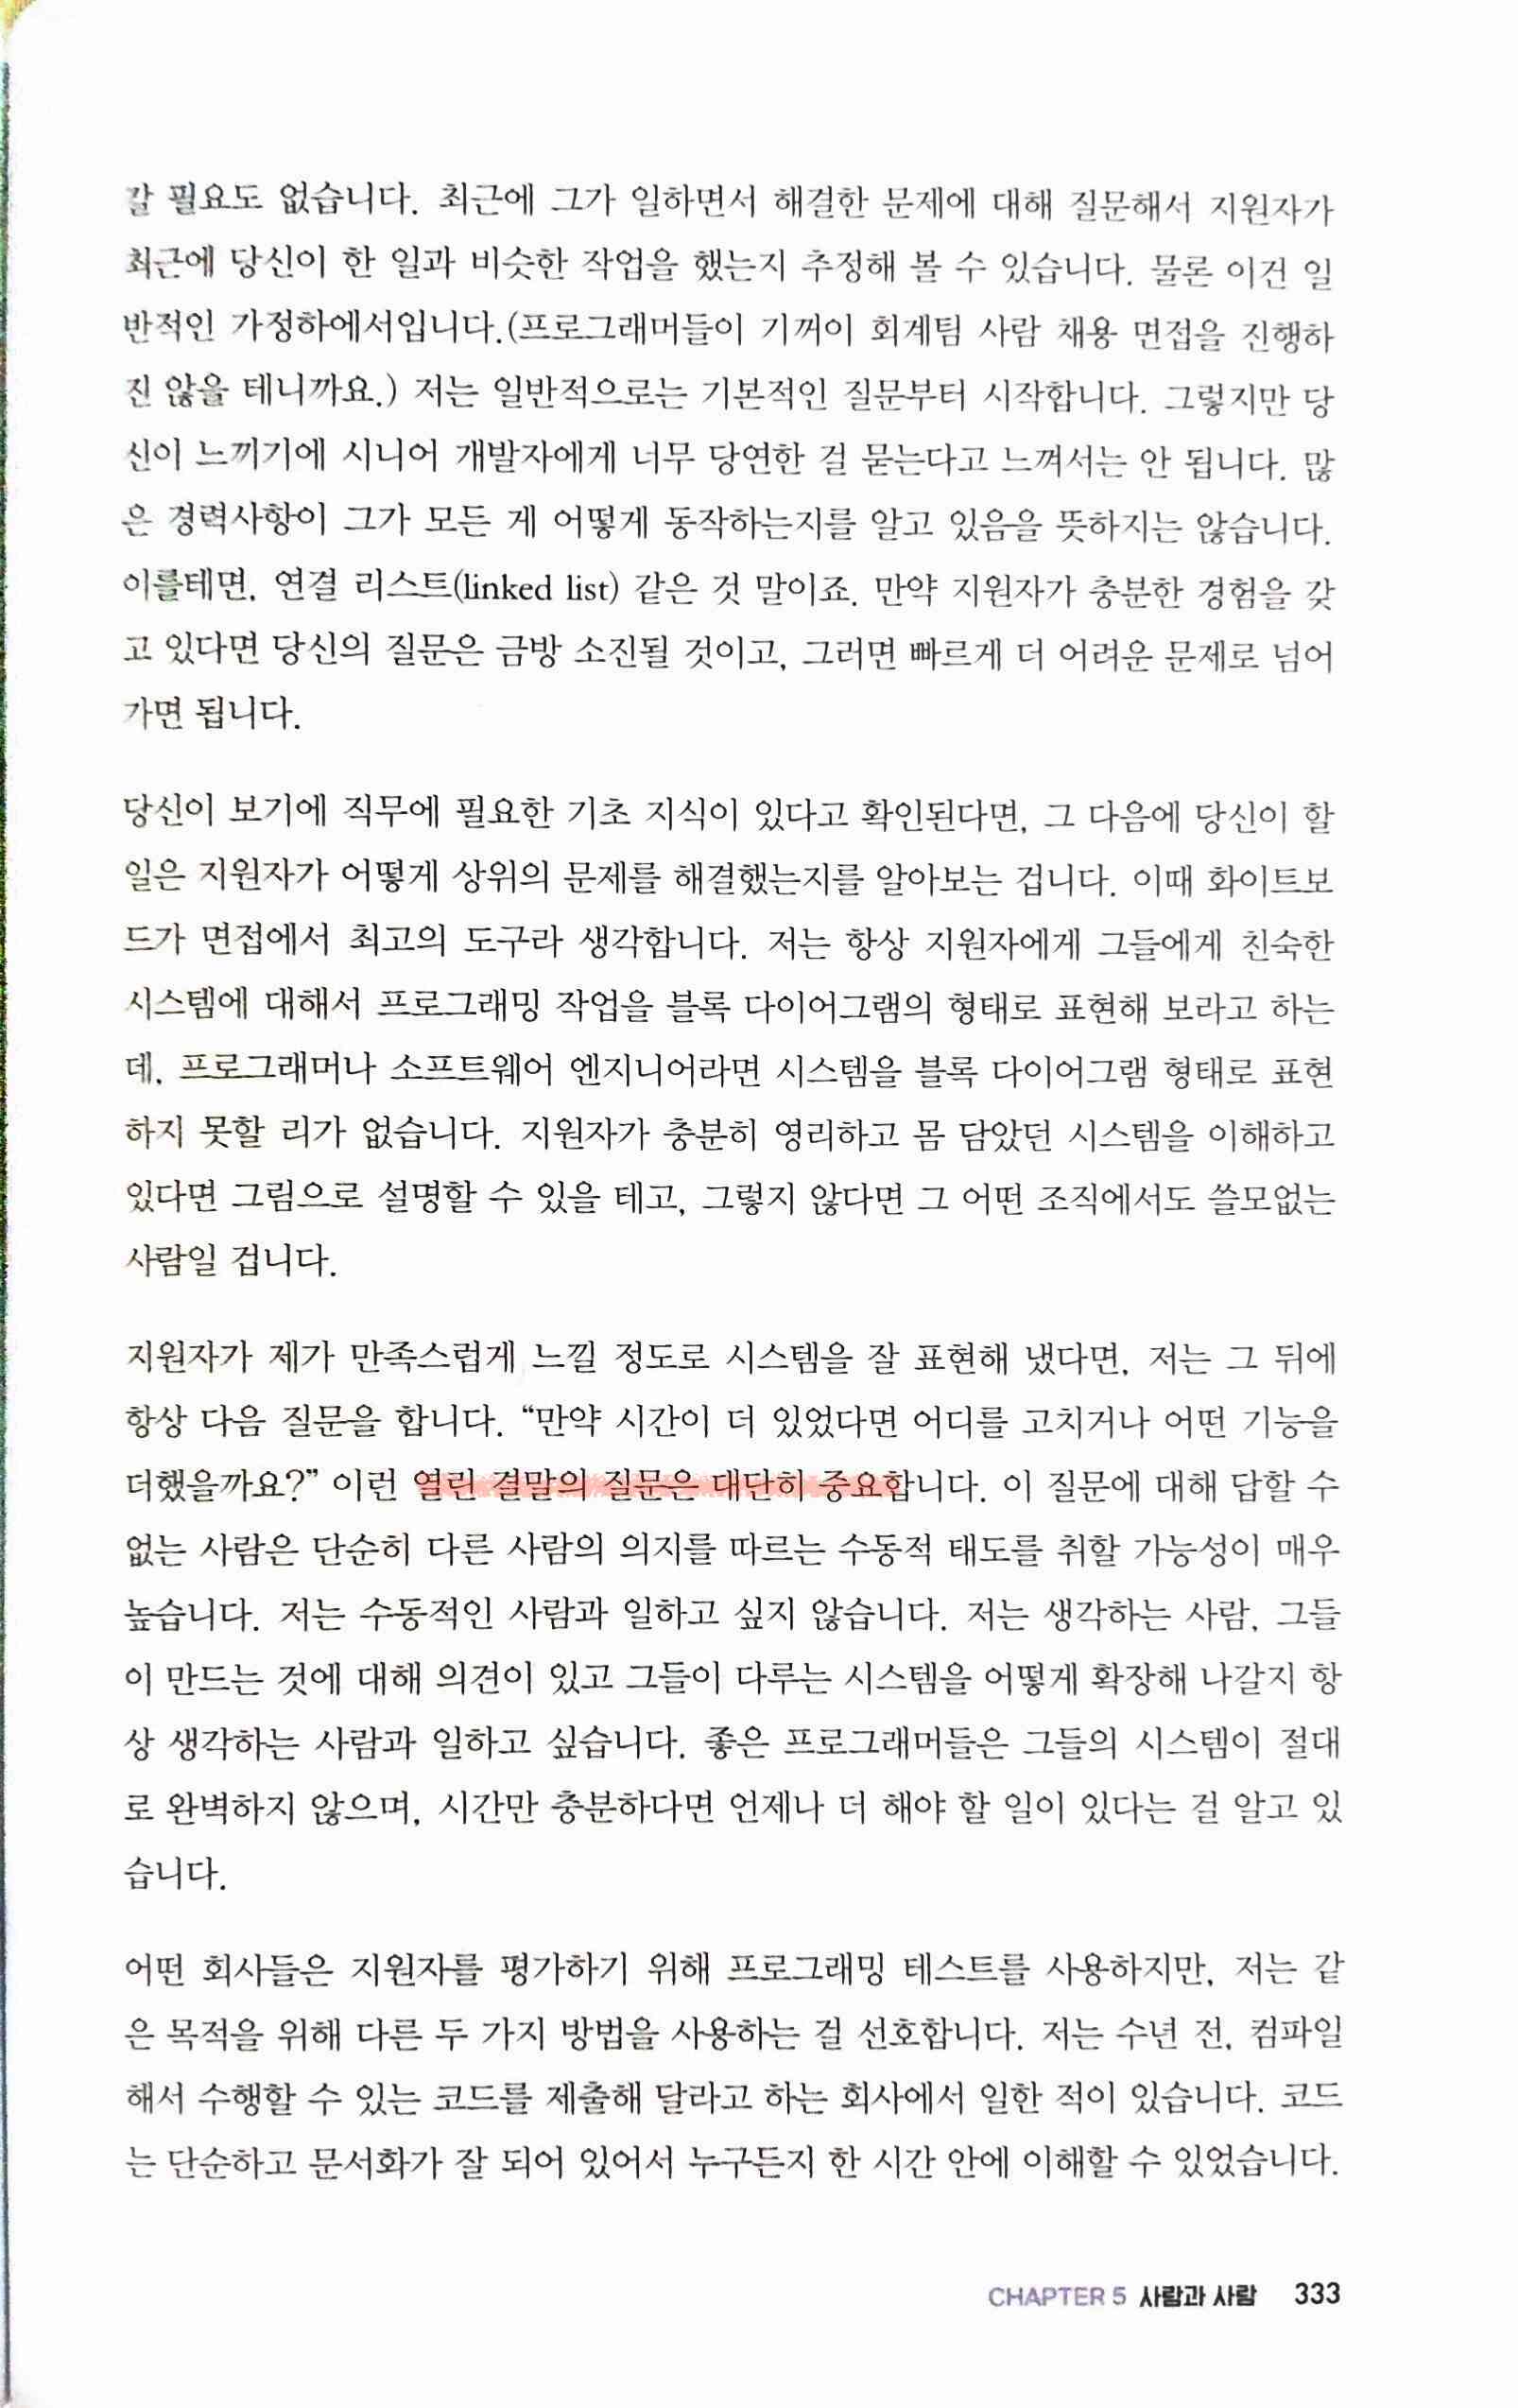 갈 필요도 없습니다. 최근에 그가 일하면서 해결한 문제에 대해 질문해서 지원자가
최근에 당신이 한 일과 비슷한 작업을 했는지 추정해 볼 수 있습니다. 물론 이건 일
반적인 가정하에서입니다.(프로그래머들이 기꺼이 회계팀 사람 채용 면접을 진행하
진 않을 테니까요.) 저는 일반적으로는 기본적인 질문부터 시작합니다. 그렇지만 당
신이 느끼기에 시니어 개발자에게 너무 당연한 걸 묻는다고 느껴서는 안 됩니다. 많
은 경력사항이 그가 모든 게 어떻게 동작하는지를 알고 있음을 뜻하지는 않습니다.
이를테면, 연결 리스트(linked list) 같은 것 말이죠. 만약 지원자가 충분한 경험을 갖
고 있다면 당신의 질문은 금방 소진될 것이고, 그러면 빠르게 더 어려운 문제로 넘어
가면 됩니다.
당신이 보기에 직무에 필요한 기초 지식이 있다고 확인된다면, 그 다음에 당신이 할
일은 지원자가 어떻게 상위의 문제를 해결했는지를 알아보는 겁니다. 이때 화이트보
드가 면접에서 최고의 도구라 생각합니다. 저는 항상 지원자에게 그들에게 친숙한
시스템에 대해서 프로그래밍 작업을 블록 다이어그램의 형태로 표현해 보라고 하는
데, 프로그래머나 소프트웨어 엔지니어라면 시스템을 블록 다이어그램 형태로 표현
하지 못할 리가 없습니다. 지원자가 충분히 영리하고 몸 담았던 시스템을 이해하고
있다면 그림으로 설명할 수 있을 테고, 그렇지 않다면 그 어떤 조직에서도 쓸모없는
사람일 겁니다.
지원자가 제가 만족스럽게 느낄 정도로 시스템을 잘 표현해 냈다면, 저는 그 뒤에
항상 다음 질문을 합니다. “만약 시간이 더 있었다면 어디를 고치거나 어떤 기능을
더했을까요?” 이런 열린 결말의 질문은 대단히 중요합니다. 이 질문에 대해 답할 수
없는 사람은 단순히 다른 사람의 의지를 따르는 수동적 태도를 취할 가능성이 매우
높습니다. 저는 수동적인 사람과 일하고 싶지 않습니다. 저는 생각하는 사람, 그들
이 만드는 것에 대해 의견이 있고 그들이 다루는 시스템을 어떻게 확장해 나갈지 항
상 생각하는 사람과 일하고 싶습니다. 좋은 프로그래머들은 그들의 시스템이 절대
로 완벽하지 않으며, 시간만 충분하다면 언제나 더 해야 할 일이 있다는 걸 알고 있
습니다.
어떤 회사들은 지원자를 평가하기 위해 프로그래밍 테스트를 사용하지만, 저는 같
은 목적을 위해 다른 두 가지 방법을 사용하는 걸 선호합니다. 저는 수년 전, 컴파일
해서 수행할 수 있는 코드를 제출해 달라고 하는 회사에서 일한 적이 있습니다. 코드
는 단순하고 문서화가 잘 되어 있어서 누구든지 한 시간 안에 이해할 수 있었습니다.
CHAPTER 5 사람과 사람 333